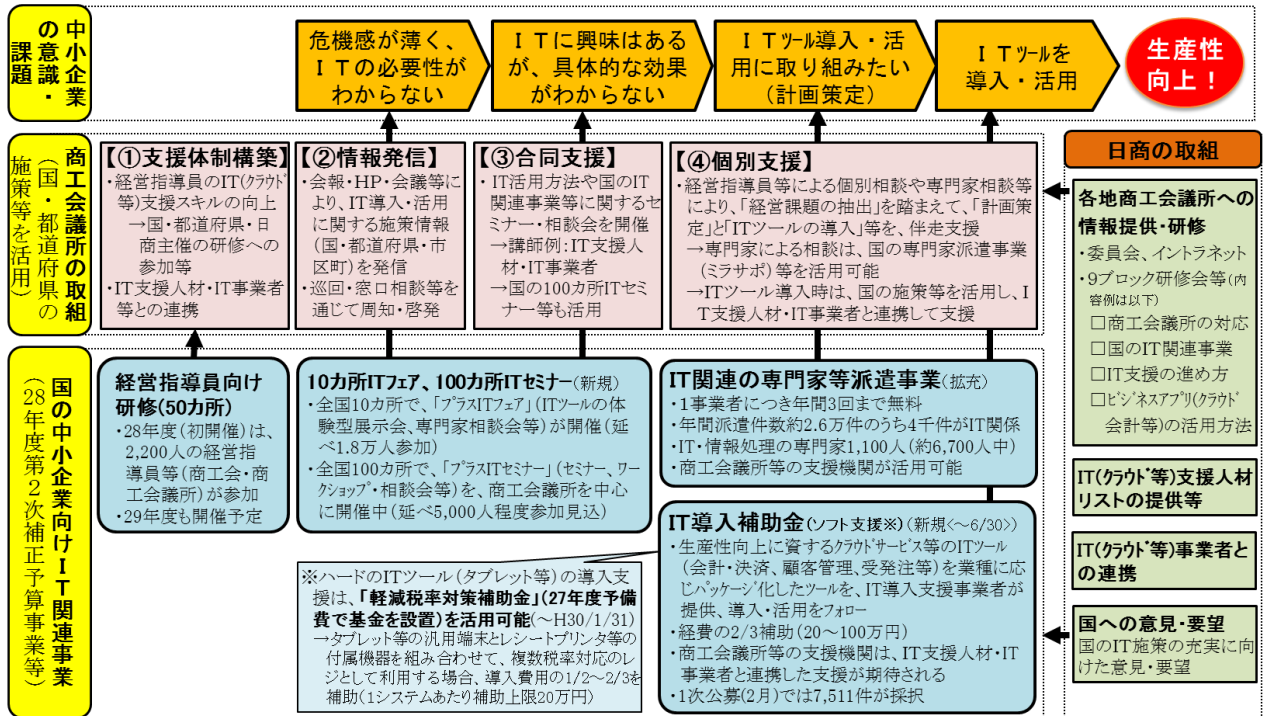 中小企業
の意識・
課題
危機感が薄く、
ＩＴの必要性が
わからない
ＩＴに興味はある
が、具体的な効果
がわからない
ＩＴﾂｰﾙ導入・活
用に取り組みたい
（計画策定）
ＩＴﾂｰﾙを
導入・活用
生産性
向上！
商工会議所の取組
（国・都道府県の
施策等を活用）
【①支援体制構築】
・経営指導員のIT(ｸﾗｳﾄﾞ
等)支援スキルの向上
→国・都道府県・日
商主催の研修への
参加等
・IT支援人材・IT事業者
等との連携
【②情報発信】
・会報・HP・会議等に
より、IT導入・活用
に関する施策情報
（国・都道府県・市
区町）を発信
・巡回・窓口相談等を
通じて周知・啓発
【③合同支援】
・IT活用方法や国のIT
関連事業等に関するセ
ミナー・相談会を開催
→講師例：IT支援人
材・IT事業者
→国の100カ所ITセミ
ナー等も活用
【④個別支援】
・経営指導員等による個別相談や専門家相談等
により、「経営課題の抽出」を踏まえて、「計画策
定」と「ITツールの導入」等を、伴走支援
→専門家による相談は、国の専門家派遣事業
（ミラサポ）等を活用可能
→ITツール導入時は、国の施策等を活用し、I
T支援人材・IT事業者と連携して支援
日商の取組
各地商工会議所への
情報提供・研修
・委員会、イントラネット
・9ブロック研修会等(内
容例は以下)
□商工会議所の対応
□国のIT関連事業
□IT支援の進め方
□ﾋﾞｼﾞﾈｽｱﾌﾟﾘ(ｸﾗｳﾄﾞ
会計等)の活用方法
IT(ｸﾗｳﾄﾞ等)支援人材
リストの提供等
IT(ｸﾗｳﾄﾞ等)事業者と
の連携
国への意見・要望
国のIT施策の充実に向
けた意見・要望
国の中小企業向けＩＴ関連事業
（28年度第２次補正予算事業等）
経営指導員向け
研修(50カ所)
・28年度(初開催)は、
2,200人の経営指
導員等(商工会・商
工会議所)が参加
・29年度も開催予定
10カ所ITフェア、100カ所ITセミナー(新規)
・全国10カ所で、「プラスITフェア」(ITツールの体
験型展示会、専門家相談会等)が開催(延
べ1.8万人参加)
・全国100カ所で、「プラスITセミナー」(セミナー、ワー
クショップ・相談会等)を、商工会議所を中心
に開催中(延べ5,000人程度参加見込)
IT関連の専門家等派遣事業(拡充)
・1事業者につき年間3回まで無料
・年間派遣件数約2.6万件のうち4千件がIT関係
・IT・情報処理の専門家1,100人(約6,700人中)
・商工会議所等の支援機関が活用可能
IT導入補助金(ソフト支援※)(新規<～6/30>)
・生産性向上に資するｸﾗｳﾄﾞｻｰﾋﾞｽ等のITツール
(会計・決済、顧客管理、受発注等)を業種に応
じパッケージ化したツールを、IT導入支援事業者が
提供、導入・活用をフォロー
・経費の2/3補助(20～100万円)
・商工会議所等の支援機関は、IT支援人材・IT
事業者と連携した支援が期待される
・1次公募(2月)では7,511件が採択
※ハードのITツール(タブレット等)の導入支
援は、「軽減税率対策補助金」(27年度予備
費で基金を設置)を活用可能(～H30/1/31)
→タブレット等の汎用端末とレシートプリンタ等の
付属機器を組み合わせて、複数税率対応のレ
ジとして利用する場合、導入費用の1/2～2/3を
補助(1システムあたり補助上限20万円)